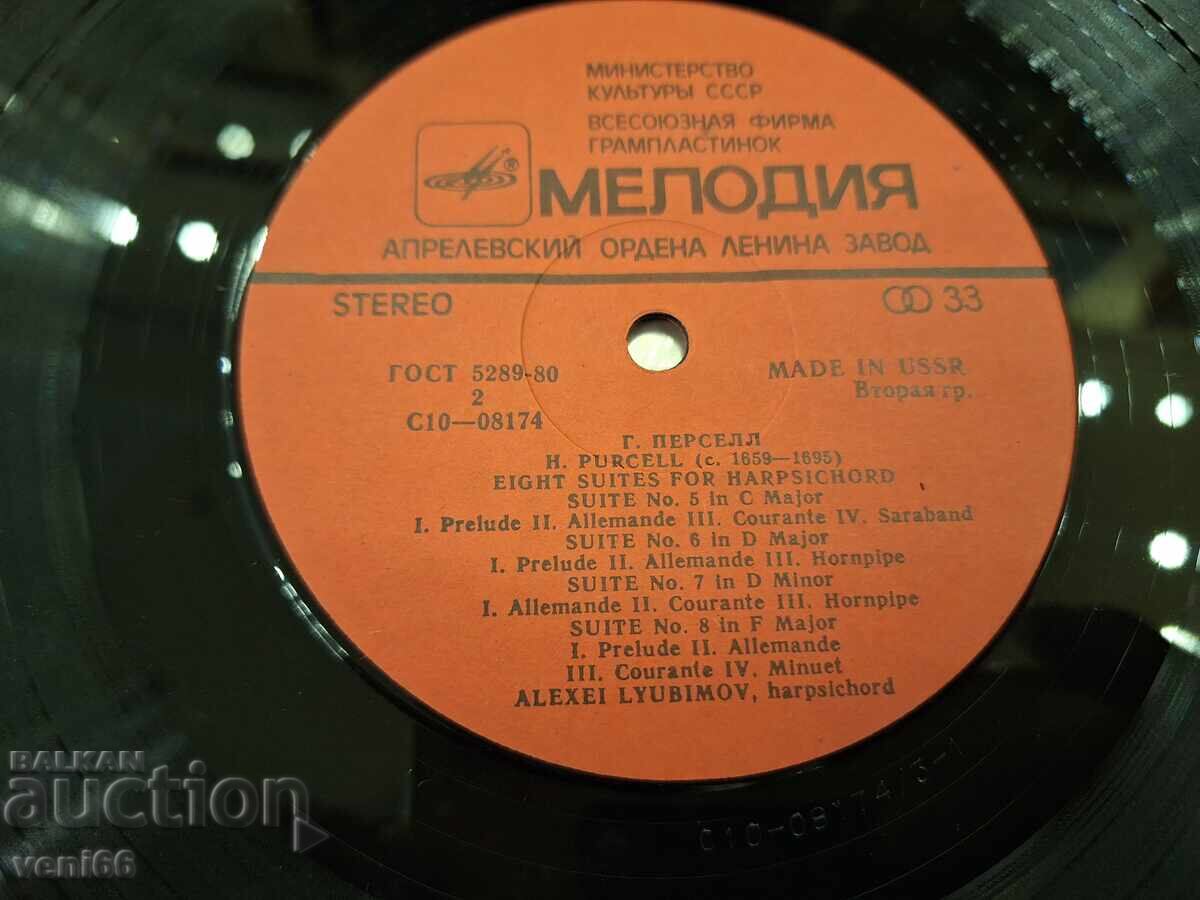 МИНИСТЕРСТВО
КУЛЬТУРЫ СССР
ВСЕСОЮЗНАЯ ФИРМА
ГРАМПЛАСТИНОК
® МЕЛОДИЯ
АПРЕЛЕВСКИЙ ОРДЕНА ЛЕНИНА ЗАВОД
STEREO
33
ГОСТ 5289-80
2
С10—08174
MADE IN USSR
Вторая гр.
Г. ПЕРСЕЛЛ
H. PURCELL (c. 1659—1695)
EIGHT SUITES FOR HARPSICHORD
SUITE No. 5 in C Major
I. Prelude II. Allemande III. Courante IV. Saraband
SUITE No. 6 in D Major
I. Prelude II. Allemande III. Hornpipe
SUITE No. 7 in D Minor
I. Allemande II. Courante III. Hornpipe
SUITE No. 8 in F Major
I. Prelude II. Allemande
III. Courante IV. Minuet
ALEXEI LYUBIMOV, harpsichord
BALKAN
auction
veni66